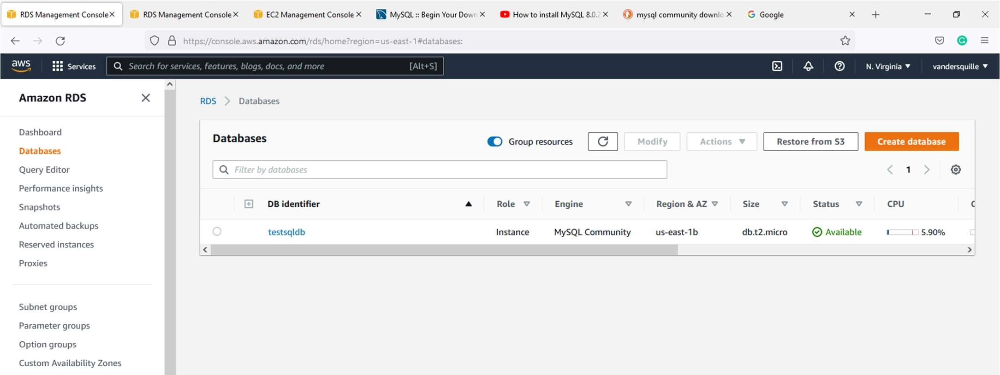 RDS Management Console
RDS Management Console
EC2 Management Console
MySQL :: Begin Your Down
How to install MySQL 8.0.2
mysql community downlo
Google
https://console.aws.amazon.com/rds/home?region=us-east-1#databases:
aws
Services
Search for services, features, blogs, docs, and more
[Alt+S]
N. Virginia
vandersquille
Amazon RDS
Dashboard
Databases
Query Editor
Performance insights
Snapshots
Automated backups
Reserved instances
Proxies
Subnet groups
Parameter groups
Option groups
Custom Availability Zones
RDS
Databases
Databases
Group resources
Modify
Actions
Restore from S3
Create database
Filter by databases
1
DB identifier
Role
Engine
Region & AZ
Size
Status
CPU
testsqldb
Instance
MySQL Community
us-east-1b
db.t2.micro
Available
5.90%